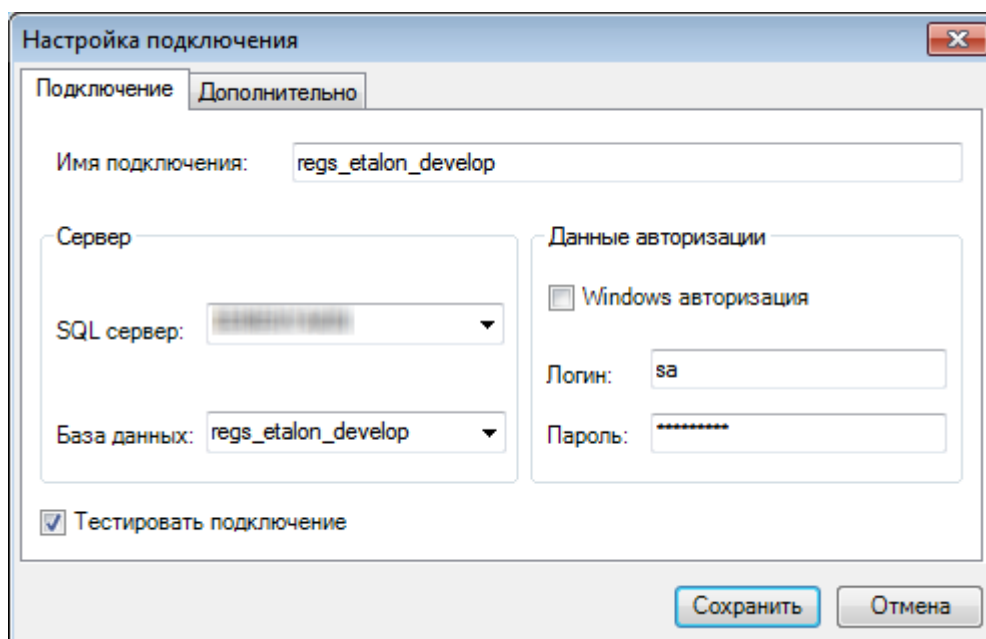 Настройка подключения
Подключение
Дополнительно
Имя подключения: regs_etalon_develop
Сервер
SQL сервер:
База данных: regs_etalon_develop
Данные авторизации
Windows авторизация
Логин: sa
Пароль: *********
Тестировать подключение
Сохранить
Отмена